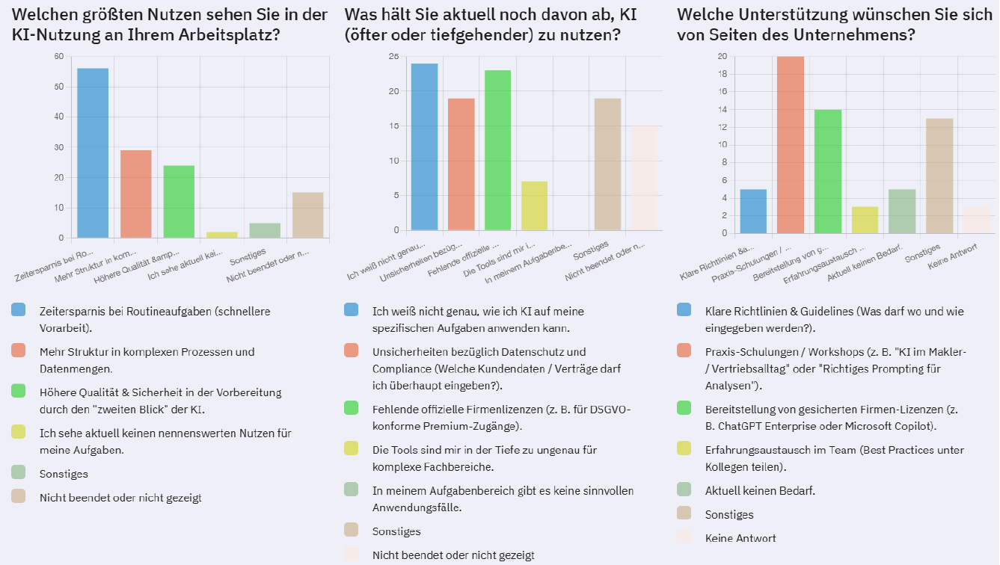 Welchen größten Nutzen sehen Sie in der
KI-Nutzung an Ihrem Arbeitsplatz?
60
50
40
30
20
10
0
Zeitersparnis bei Ro...
Mehr Struktur in kom...
Höhere Qualität &amp...
Ich sehe aktuell kei...
Sonstiges
Nicht beendet oder n...
Zeitersparnis bei Routineaufgaben (schnellere
Vorarbeit).
Mehr Struktur in komplexen Prozessen und
Datenmengen.
Höhere Qualität & Sicherheit in der Vorbereitung
durch den "zweiten Blick" der KI.
Ich sehe aktuell keinen nennenswerten Nutzen für
meine Aufgaben.
Sonstiges
Nicht beendet oder nicht gezeigt
Was hält Sie aktuell noch davon ab, KI
(öfter oder tiefgehender) zu nutzen?
25
20
15
10
5
0
Ich weiß nicht genau...
Unsicherheiten bezüg...
Fehlende offizielle ...
Die Tools sind mir i...
In meinem Aufgabenbe...
Sonstiges
Nicht beendet oder n...
Ich weiß nicht genau, wie ich KI auf meine
spezifischen Aufgaben anwenden kann.
Unsicherheiten bezüglich Datenschutz und
Compliance (Welche Kundendaten / Verträge darf
ich überhaupt eingeben?).
Fehlende offizielle Firmenlizenzen (z. B. für DSGVO-
konforme Premium-Zugänge).
Die Tools sind mir in der Tiefe zu ungenau für
komplexe Fachbereiche.
In meinem Aufgabenbereich gibt es keine sinnvollen
Anwendungsfälle.
Sonstiges
Nicht beendet oder nicht gezeigt
Welche Unterstützung wünschen Sie sich
von Seiten des Unternehmens?
20
18
16
14
12
10
8
6
4
2
0
Klare Richtlinien &a...
Praxis-Schulungen / ...
Bereitstellung von g...
Erfahrungsaustausch ...
Aktuell keinen Bedarf.
Sonstiges
Keine Antwort
Klare Richtlinien & Guidelines (Was darf wo und wie
eingegeben werden?).
Praxis-Schulungen / Workshops (z. B. "KI im Makler-
/ Vertriebsalltag" oder "Richtiges Prompting für
Analysen").
Bereitstellung von gesicherten Firmen-Lizenzen (z.
B. ChatGPT Enterprise oder Microsoft Copilot).
Erfahrungsaustausch im Team (Best Practices unter
Kollegen teilen).
Aktuell keinen Bedarf.
Sonstiges
Keine Antwort